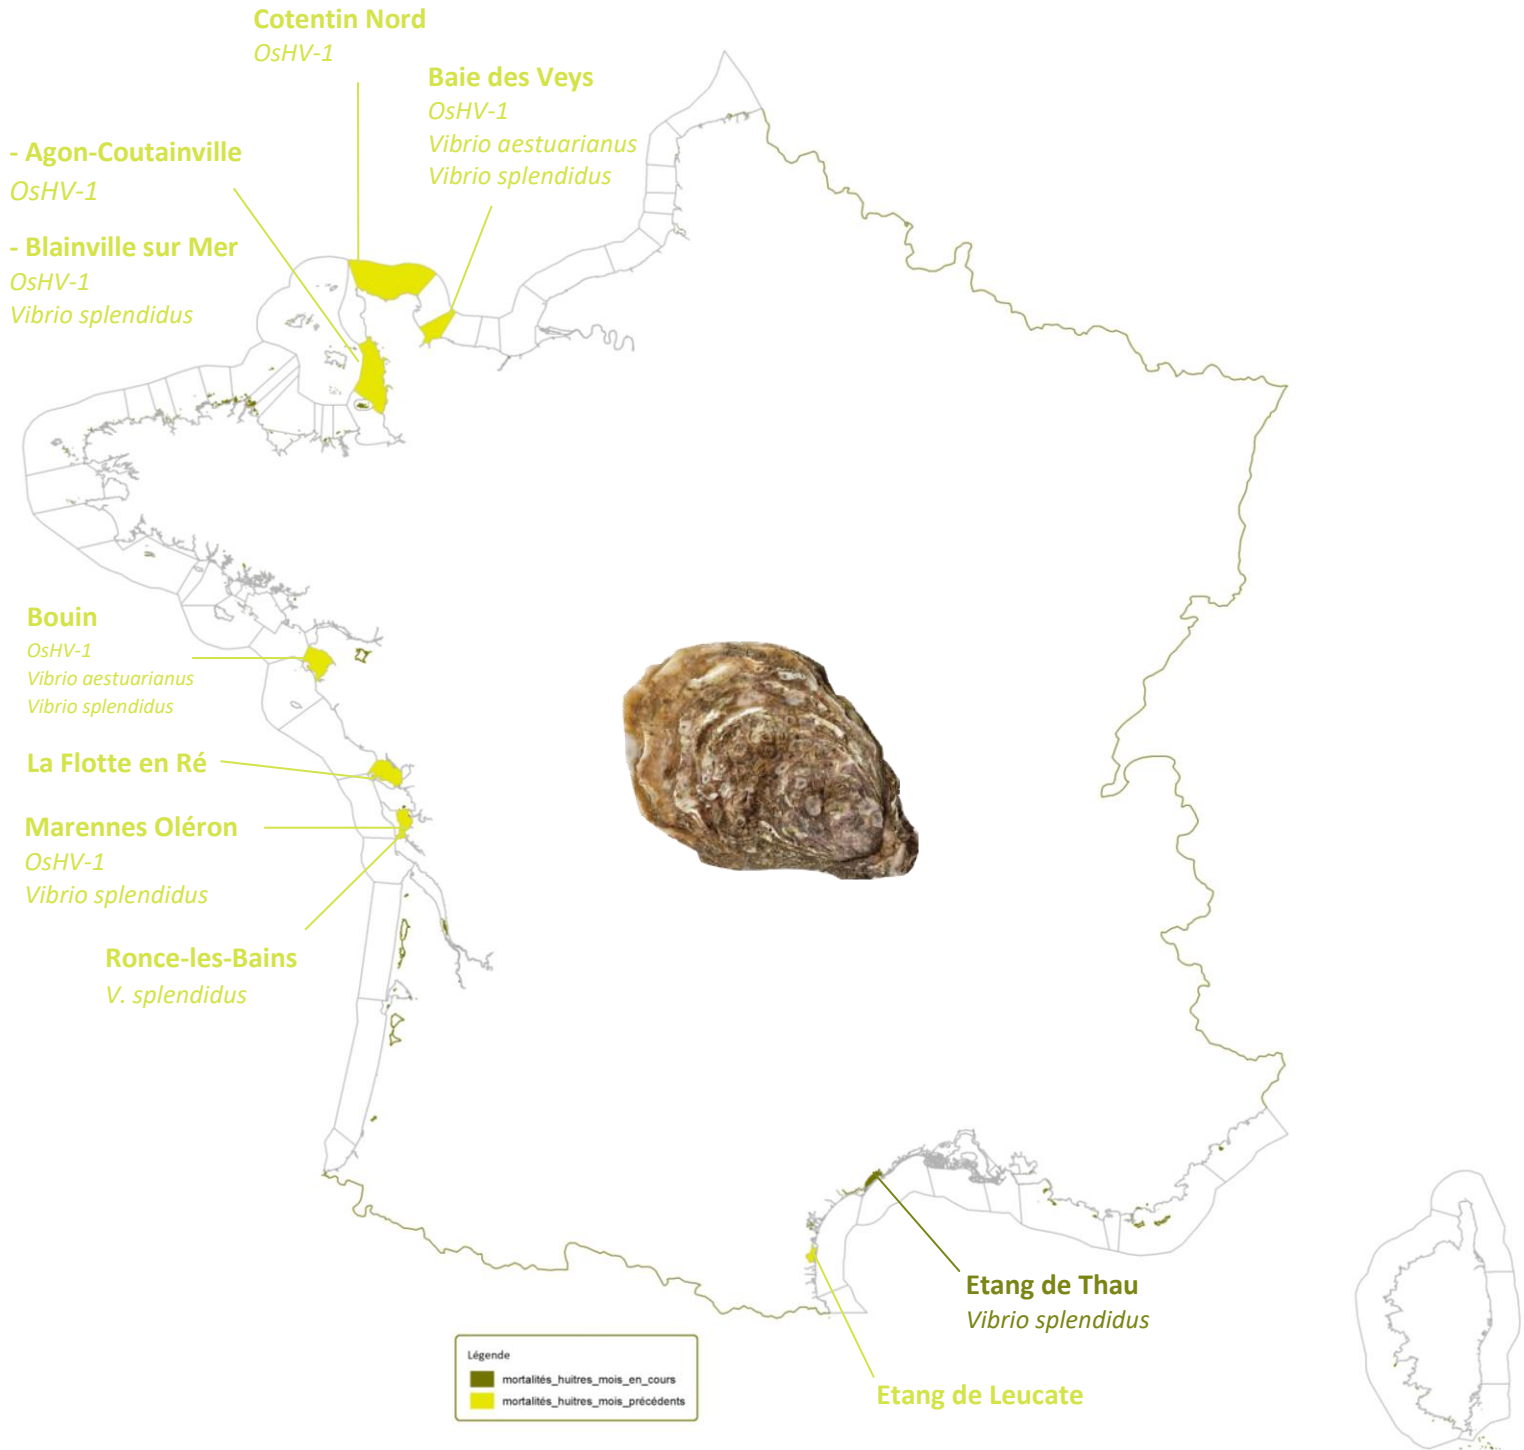 Cotentin Nord
OsHV-1
Baie des Veys
OsHV-1
Vibrio aestuarianus
Vibrio splendidus
- Agon-Coutainville
OsHV-1
- Blainville sur Mer
OsHV-1
Vibrio splendidus
Bouin
OsHV-1
Vibrio aestuarianus
Vibrio splendidus
La Flotte en Ré
Marennes Oléron
OsHV-1
Vibrio splendidus
Ronce-les-Bains
V. splendidus
Etang de Thau
Vibrio splendidus
Etang de Leucate
Légende
mortalités_huitres_mois_en_cours
mortalités_huitres_mois_précédents